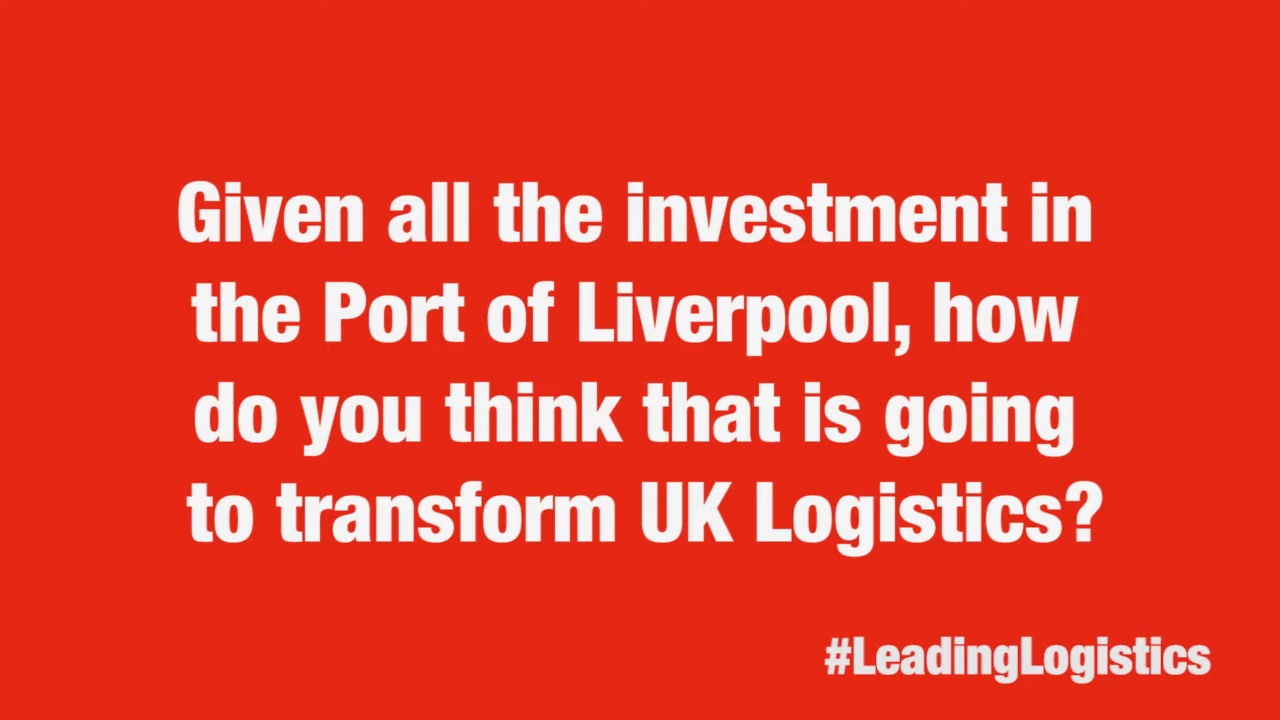 Given all the investment in
the Port of Liverpool, how
do you think that is going
to transform UK Logistics?
#LeadingLogistics